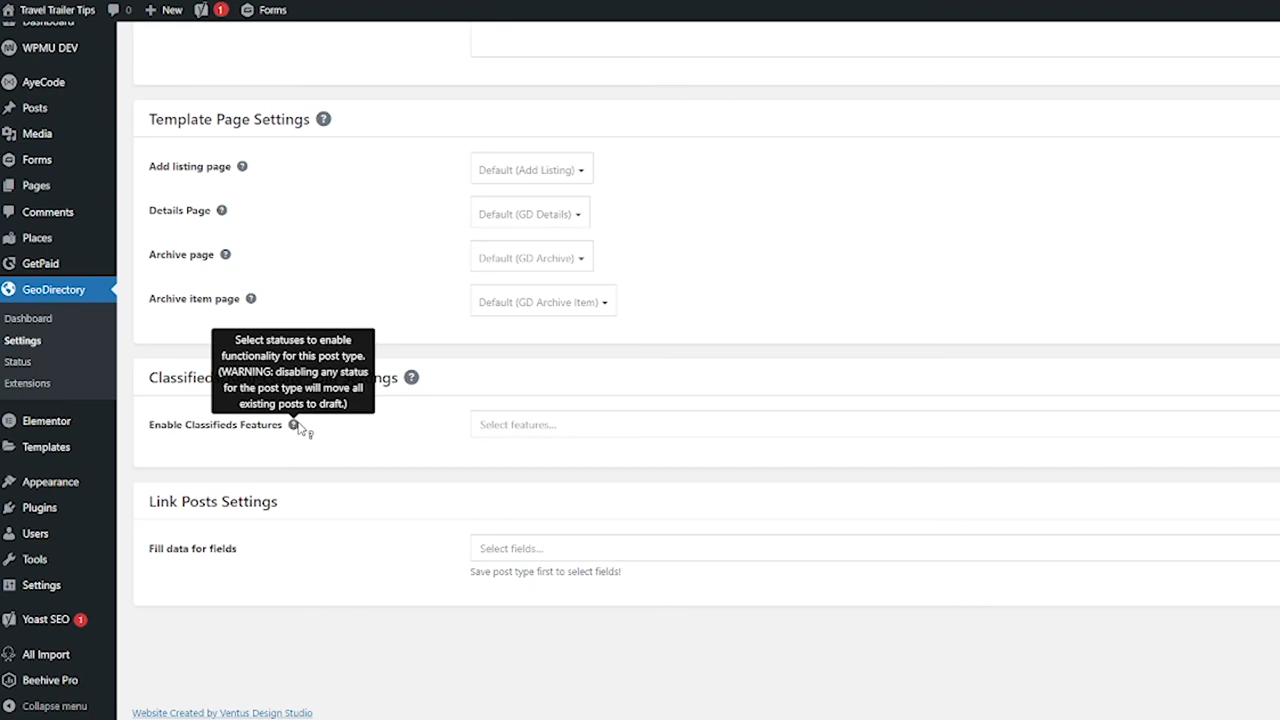 Travel Trailer Tips
0
New
1
Forms
Dashboard
WPMU DEV
AyeCode
Posts
Media
Forms
Pages
Comments
Places
GetPaid
GeoDirectory
Dashboard
Settings
Status
Extensions
Elementor
Templates
Appearance
Plugins
Users
Tools
Settings
Yoast SEO 1
All Import
Beehive Pro
Collapse menu
Template Page Settings ?
Add listing page ?
Default (Add Listing)
Details Page ?
Default (GD Details)
Archive page ?
Default (GD Archive)
Archive item page ?
Default (GD Archive Item)
Select statuses to enable
functionality for this post type.
(WARNING: disabling any status
for the post type will move all
existing posts to draft.)
Enable Classifieds Features ?
Select features...
Link Posts Settings
Fill data for fields
Select fields...
Save post type first to select fields!
Website Created by Ventus Design Studio